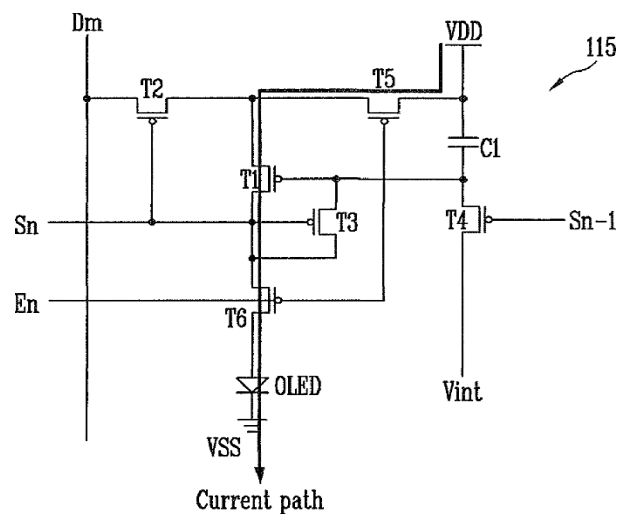 Dm
VDD
115
T2
T5
C1
T1
Sn
T3
T4
Sn-1
En
T6
OLED
Vint
VSS
Current path